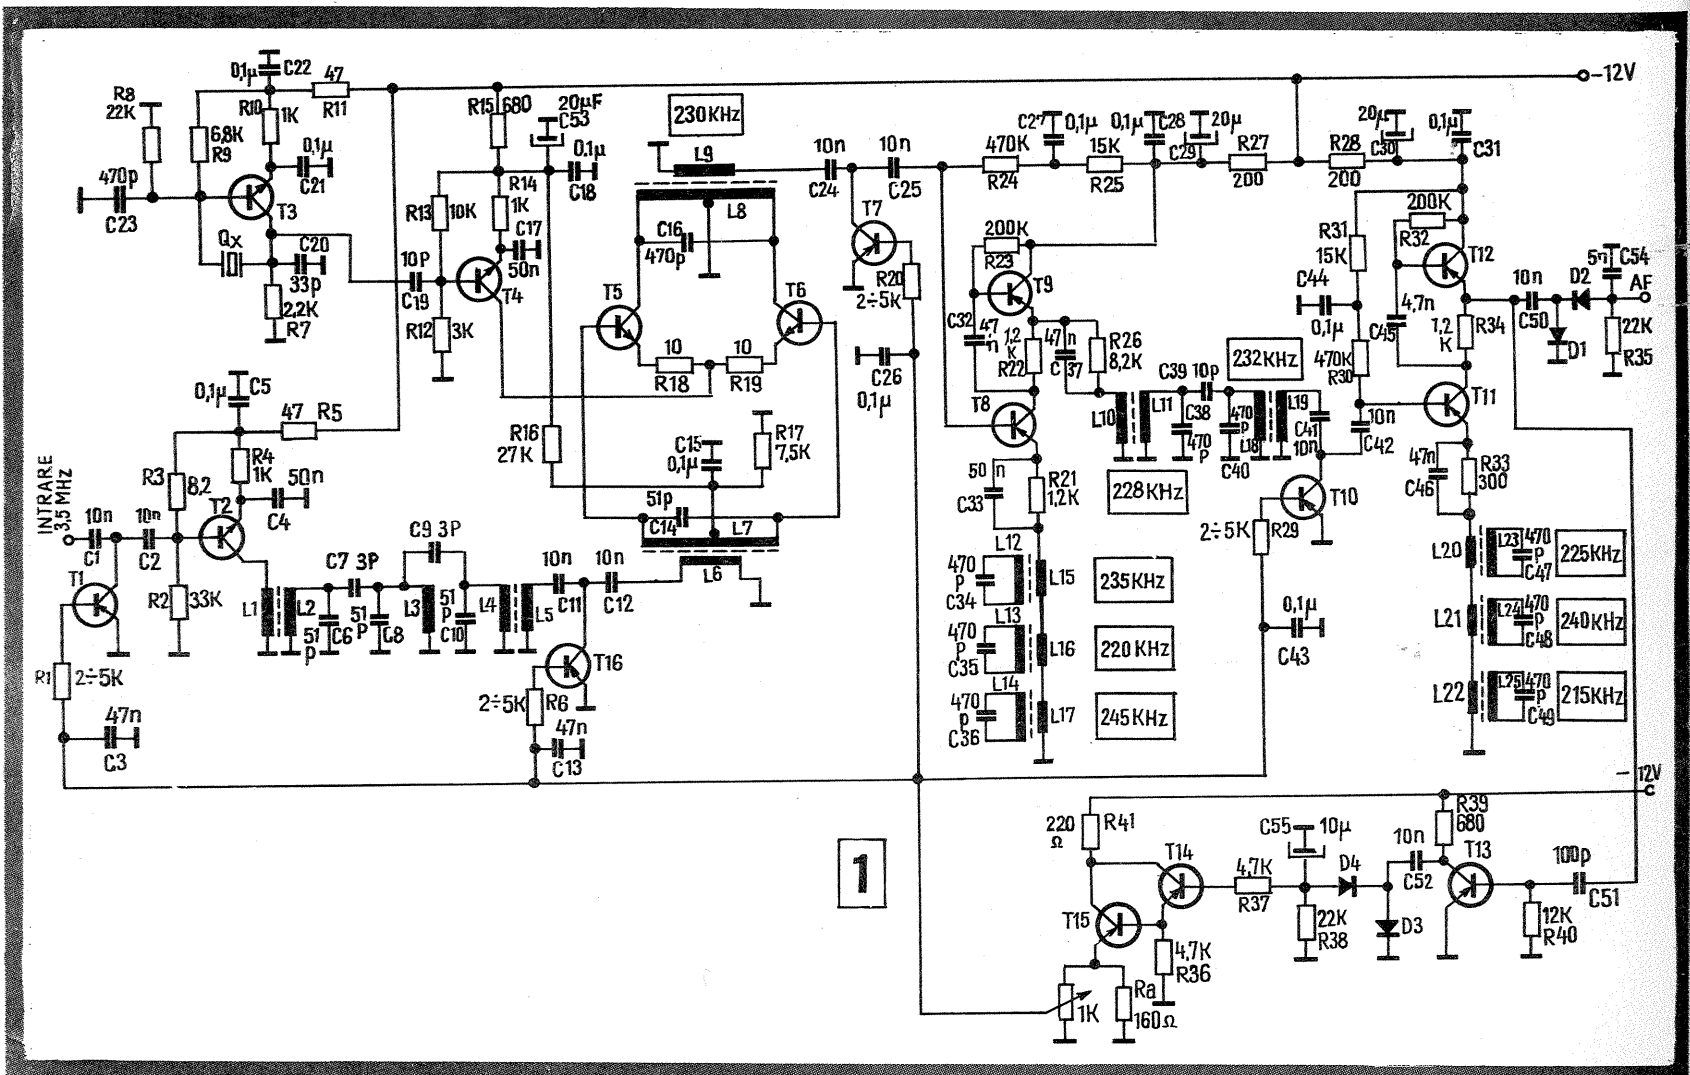 0,1µ C22
47
R11
-12V
R8
22K
R10 1K
6,8K
R9
0,1µ
C21
470p
C23
T3
Qx
C20
33p
2,2K
R7
R15 680
20µF
C53
0,1µ
C18
R14
1K
R13 10K
C17
50n
10P
C19
T4
R12 3K
230KHz
L9
L8
C16
470p
T5
T6
10
R18
10
R19
10n
C24
10n
C25
T7
R20
2÷5K
C26
0,1µ
470K
R24
C27 0,1µ
15K
R25
0,1µ C28
20µ
C29
R27
200
R28
200
20µ
C30
0,1µ
C31
200K
R23
T9
C32
47n
1,2K
R22
47n
C37
R26
8,2K
T8
C39 10p
232KHz
L10
L11
C38
470p
470p
C40
L18
L19
C41
10n
200K
R32
R31
15K
T12
C44
0,1µ
4,7n
C45
470K
R30
1,2K
R34
T11
10n
C42
10n
C50
D2
5n C54
AF
22K
R35
D1
0,1µ C5
47 R5
R4
1K
50n
C4
R3 8,2
T2
INTRARE
3,5MHz
10n
C1
10n
C2
T1
R2 33K
R1 2÷5K
47n
C3
L1
L2
C7 3P
51p
C6
51P
C8
C9 3P
L3
51P
C10
L4
L5
10n
C11
10n
C12
T16
2÷5K R6
47n
C13
R16
27K
C15
0,1µ
R17
7,5K
51p
C14
L7
L6
50n
C33
R21
1,2K
228KHz
T10
2÷5K R29
0,1µ
C43
47n
C46
R33
300
L12
470p
C34
L15
235KHz
L13
470p
C35
L16
220KHz
L14
470p
C36
L17
245KHz
L20
L23 470p
C47
225KHz
L21
L24 470p
C48
240KHz
L22
L25 470p
C49
215KHz
-12V
220Ω
R41
T14
T15
4,7K
R37
C55 10µ
D4
10n
C52
R39
680
T13
100p
C51
22K
R38
D3
12K
R40
4,7K
R36
1K
Ra
160Ω
1